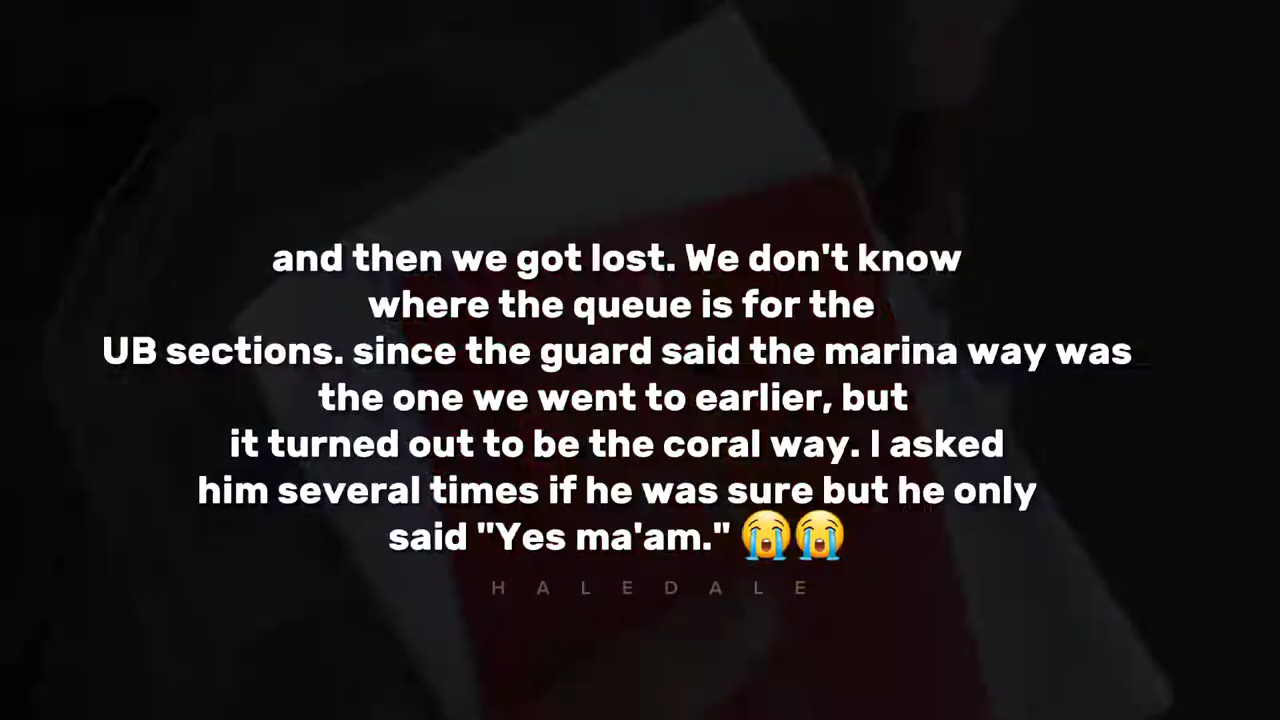 and then we got lost. We don't know
where the queue is for the
UB sections. since the guard said the marina way was
the one we went to earlier, but
it turned out to be the coral way. I asked
him several times if he was sure but he only
said "Yes ma'am." 😭😭
HALEDALE